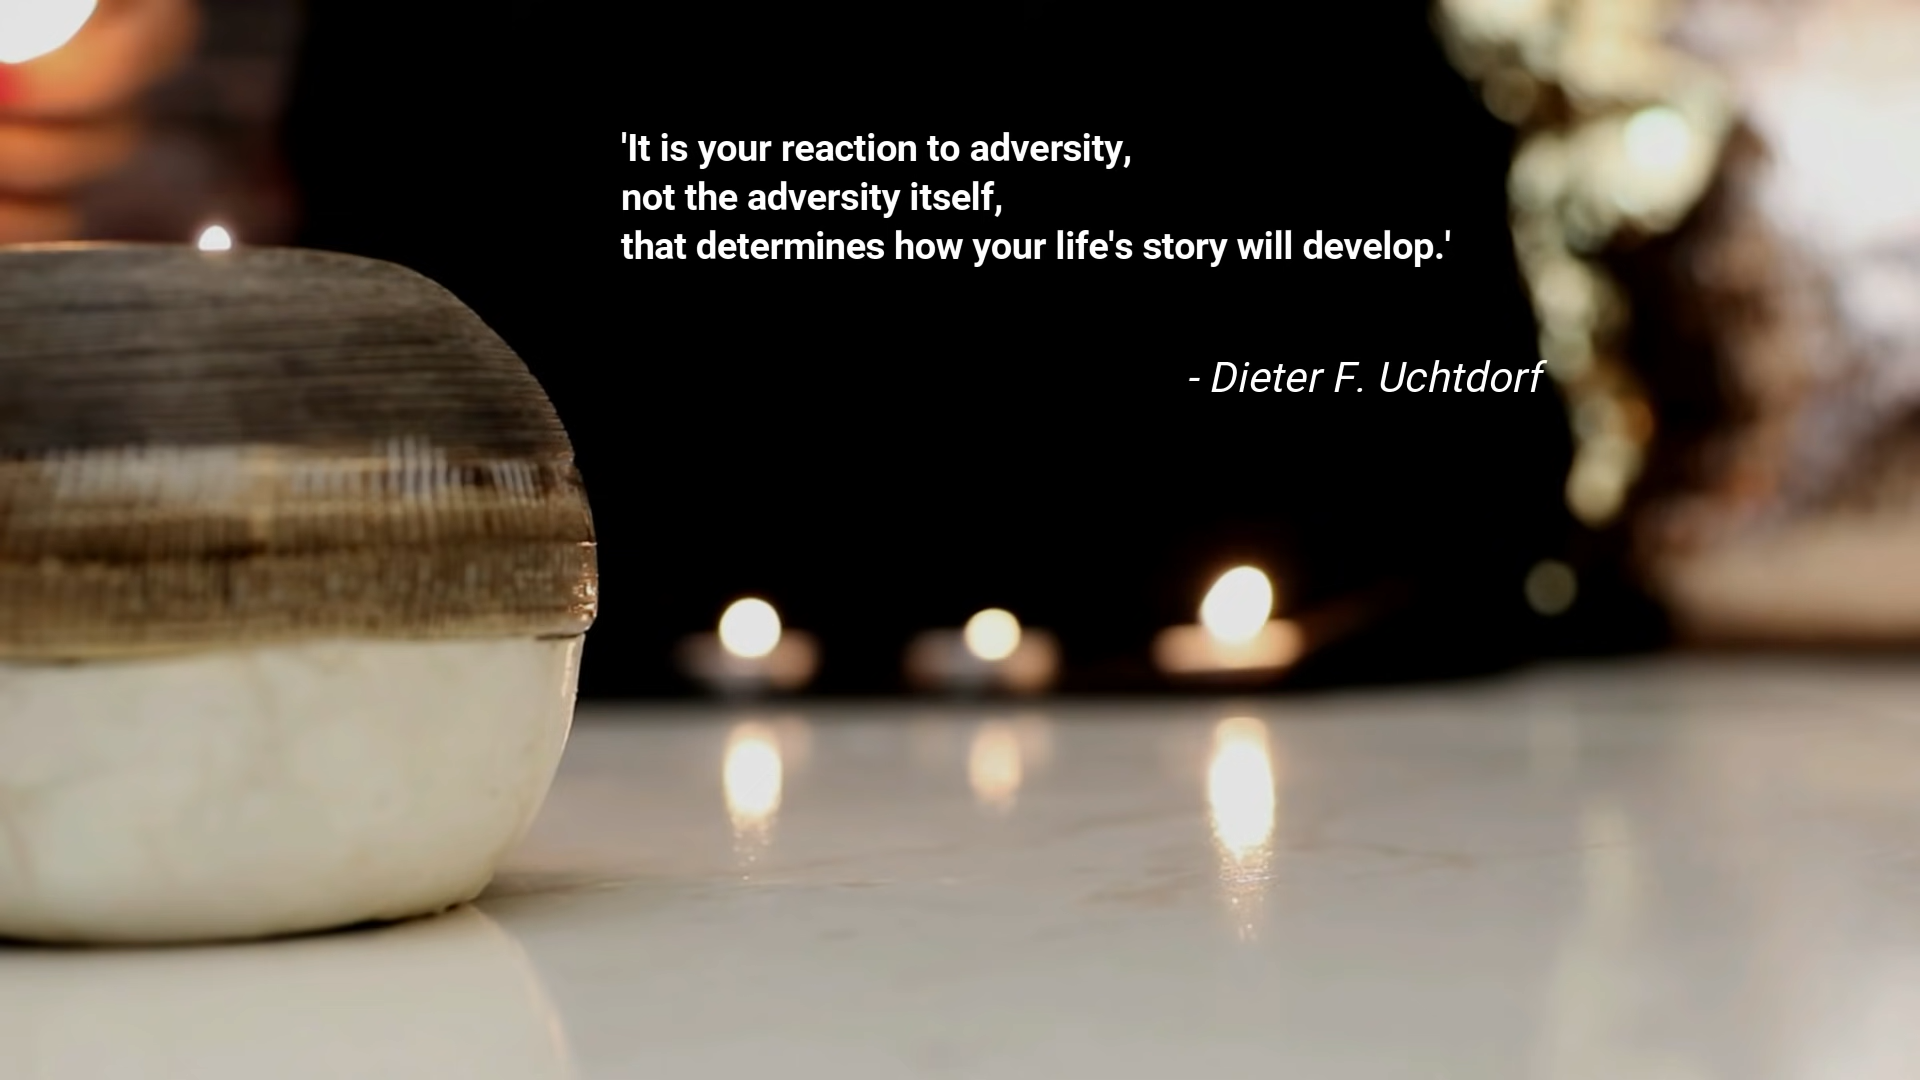 'It is your reaction to adversity,
not the adversity itself,
that determines how your life's story will develop.'
- Dieter F. Uchtdorf